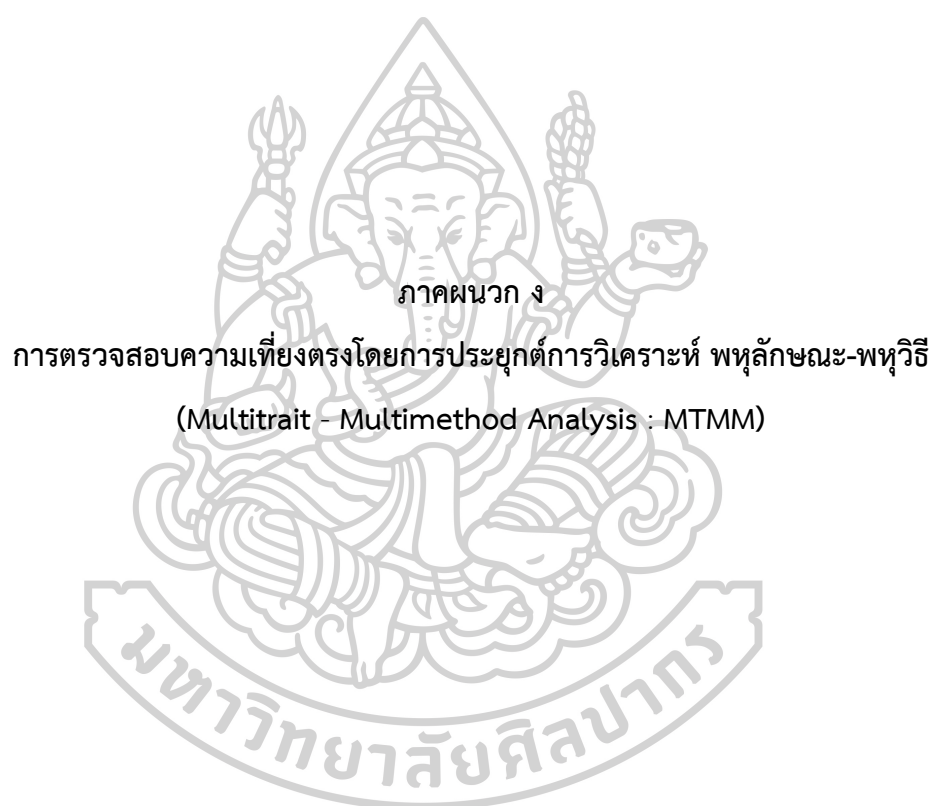 ภาคผนวก ง
การตรวจสอบความเที่ยงตรงโดยการประยุกต์การวิเคราะห์ พหุลักษณะ-พหุวิธี
(Multitrait - Multimethod Analysis : MTMM)
มหาวิทยาลัยศิลปากร